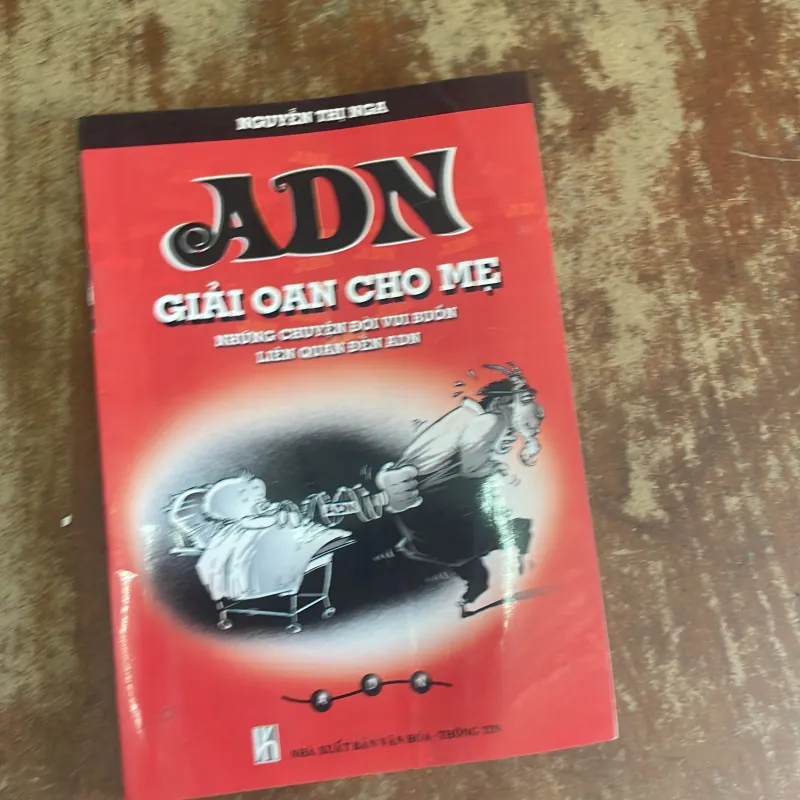 NGUYỄN THỊ NGA
ADN
GIẢI OAN CHO MẸ
NHỮNG CHUYỆN ĐỜI VUI BUỒN
LIÊN QUAN ĐẾN ADN
ADN
NHÀ XUẤT BẢN VĂN HÓA - THÔNG TIN